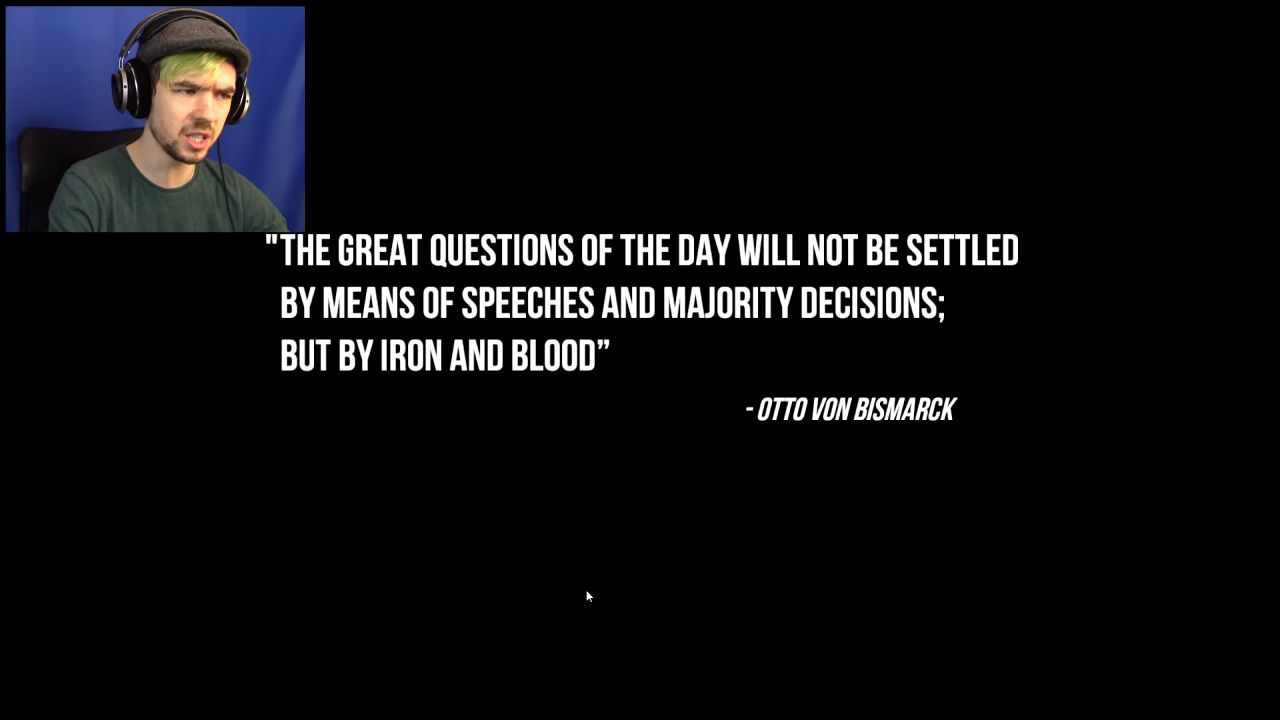 "THE GREAT QUESTIONS OF THE DAY WILL NOT BE SETTLED
BY MEANS OF SPEECHES AND MAJORITY DECISIONS;
BUT BY IRON AND BLOOD”
- OTTO VON BISMARCK